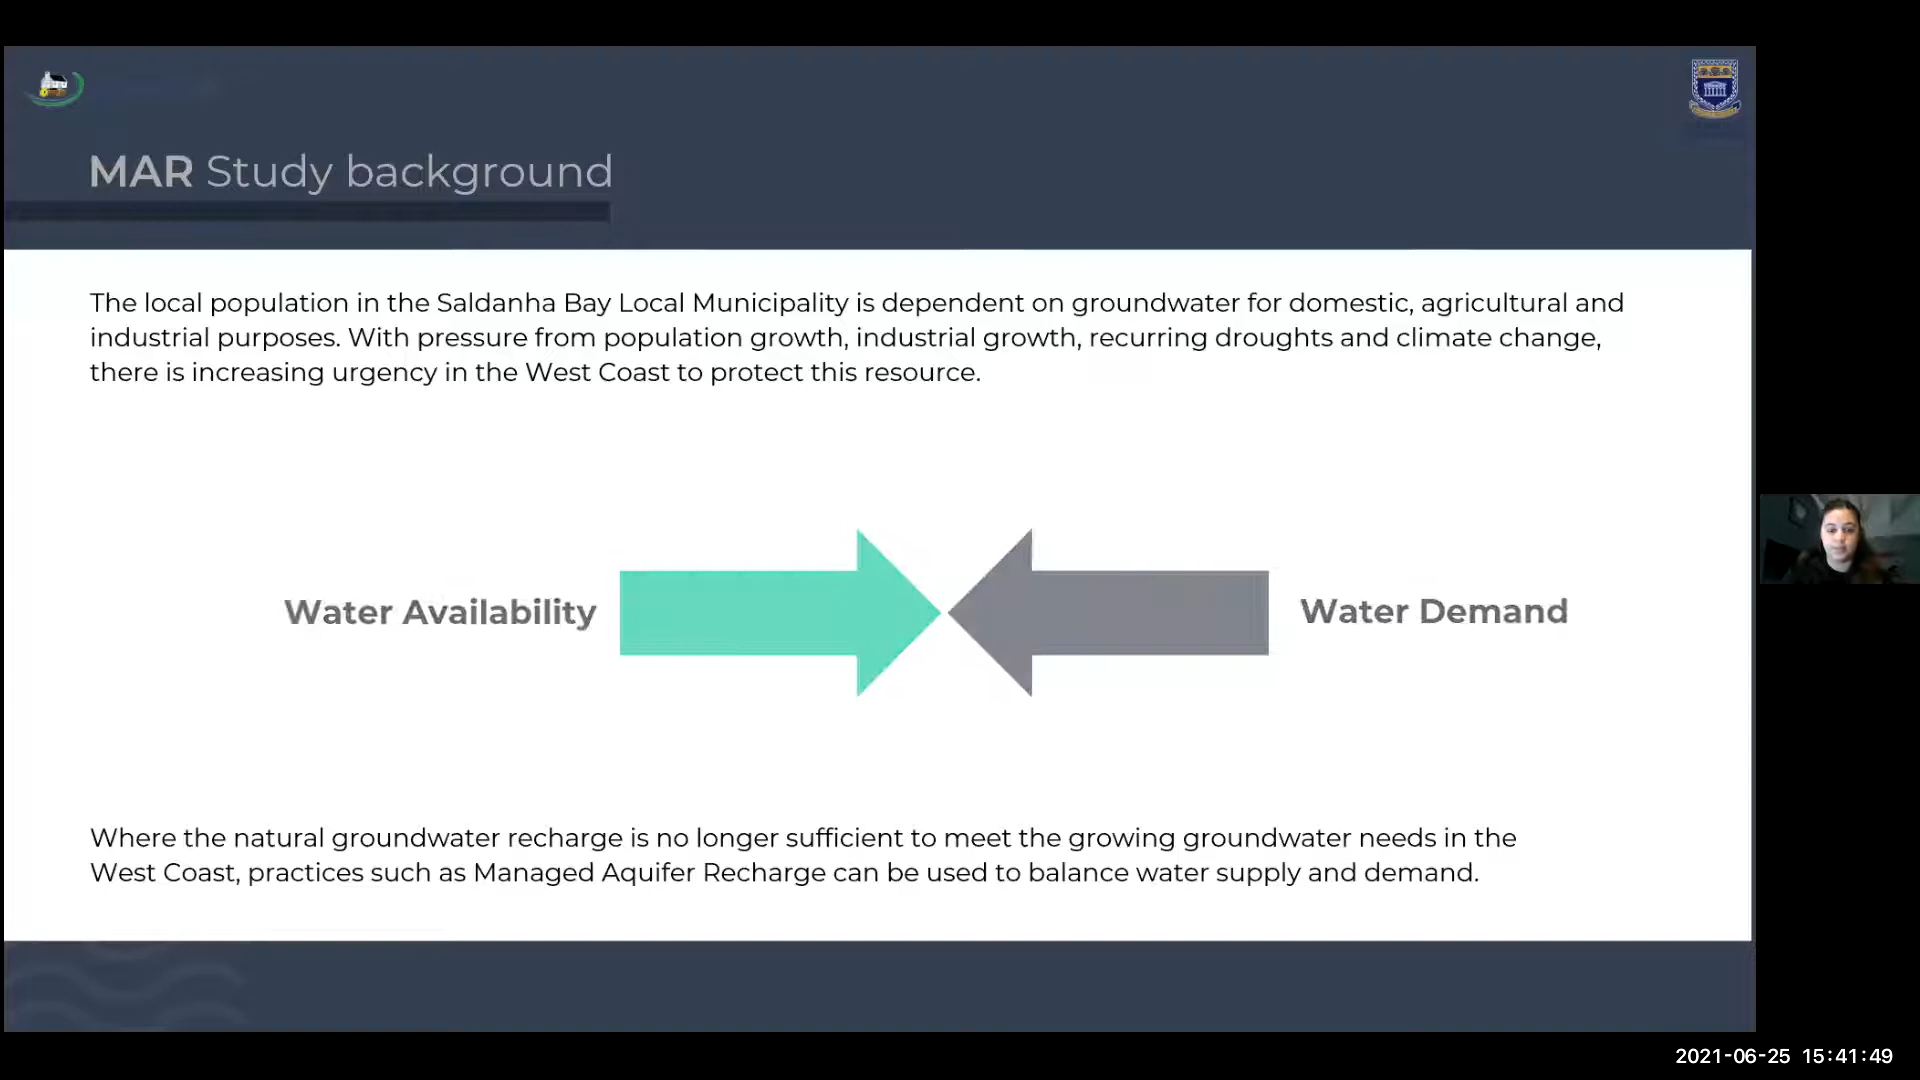 MAR Study background
The local population in the Saldanha Bay Local Municipality is dependent on groundwater for domestic, agricultural and
industrial purposes. With pressure from population growth, industrial growth, recurring droughts and climate change,
there is increasing urgency in the West Coast to protect this resource.
Water Availability
Water Demand
Where the natural groundwater recharge is no longer sufficient to meet the growing groundwater needs in the
West Coast, practices such as Managed Aquifer Recharge can be used to balance water supply and demand.
2021-06-25 15:41:49